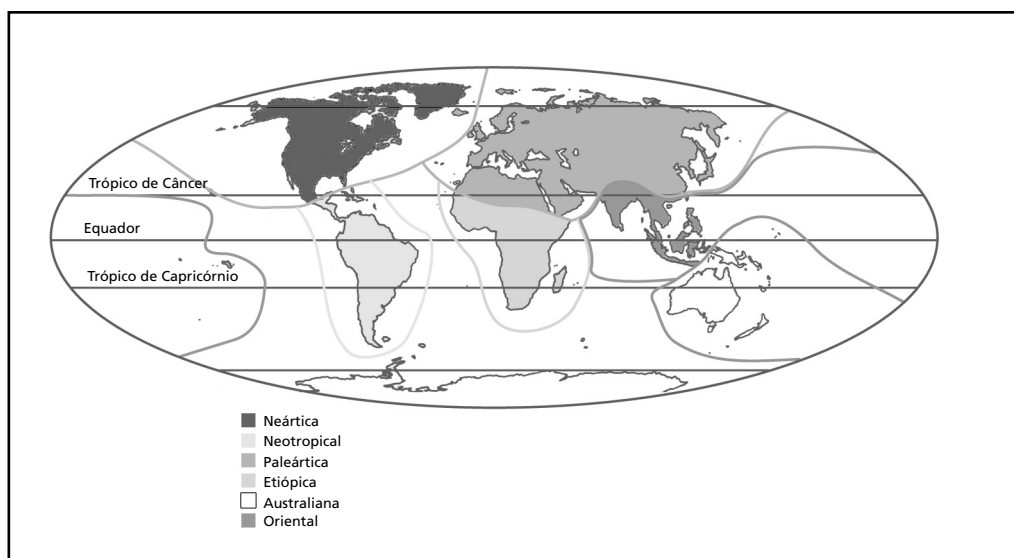 Trópico de Câncer
Equador
Trópico de Capricórnio
Neártica
Neotropical
Paleártica
Etiópica
Australiana
Oriental